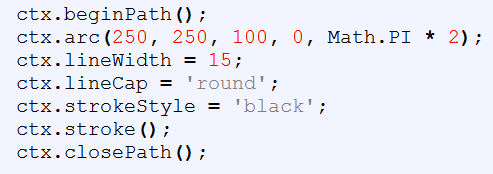 ctx.beginPath();
ctx.arc(250, 250, 100, 0, Math.PI * 2);
ctx.lineWidth = 15;
ctx.lineCap = 'round';
ctx.strokeStyle = 'black';
ctx.stroke();
ctx.closePath();